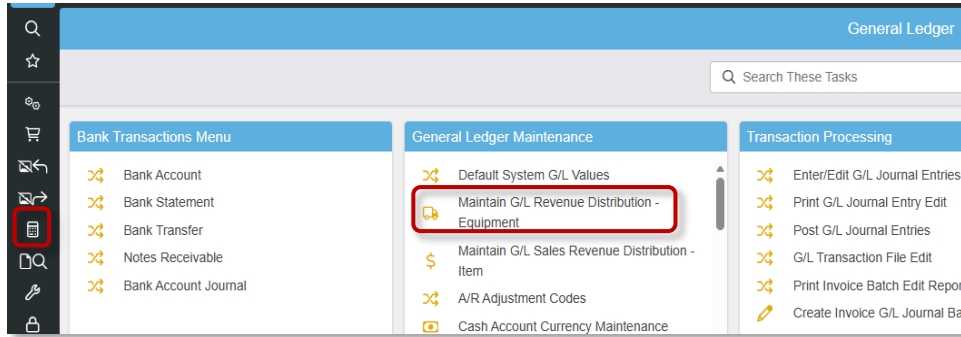 General Ledger
Search These Tasks
Bank Transactions Menu
Bank Account
Bank Statement
Bank Transfer
Notes Receivable
Bank Account Journal
General Ledger Maintenance
Default System G/L Values
Maintain G/L Revenue Distribution -
Equipment
Maintain G/L Sales Revenue Distribution -
Item
A/R Adjustment Codes
Cash Account Currency Maintenance
Transaction Processing
Enter/Edit G/L Journal Entries
Print G/L Journal Entry Edit
Post G/L Journal Entries
G/L Transaction File Edit
Print Invoice Batch Edit Repor
Create Invoice G/L Journal Ba